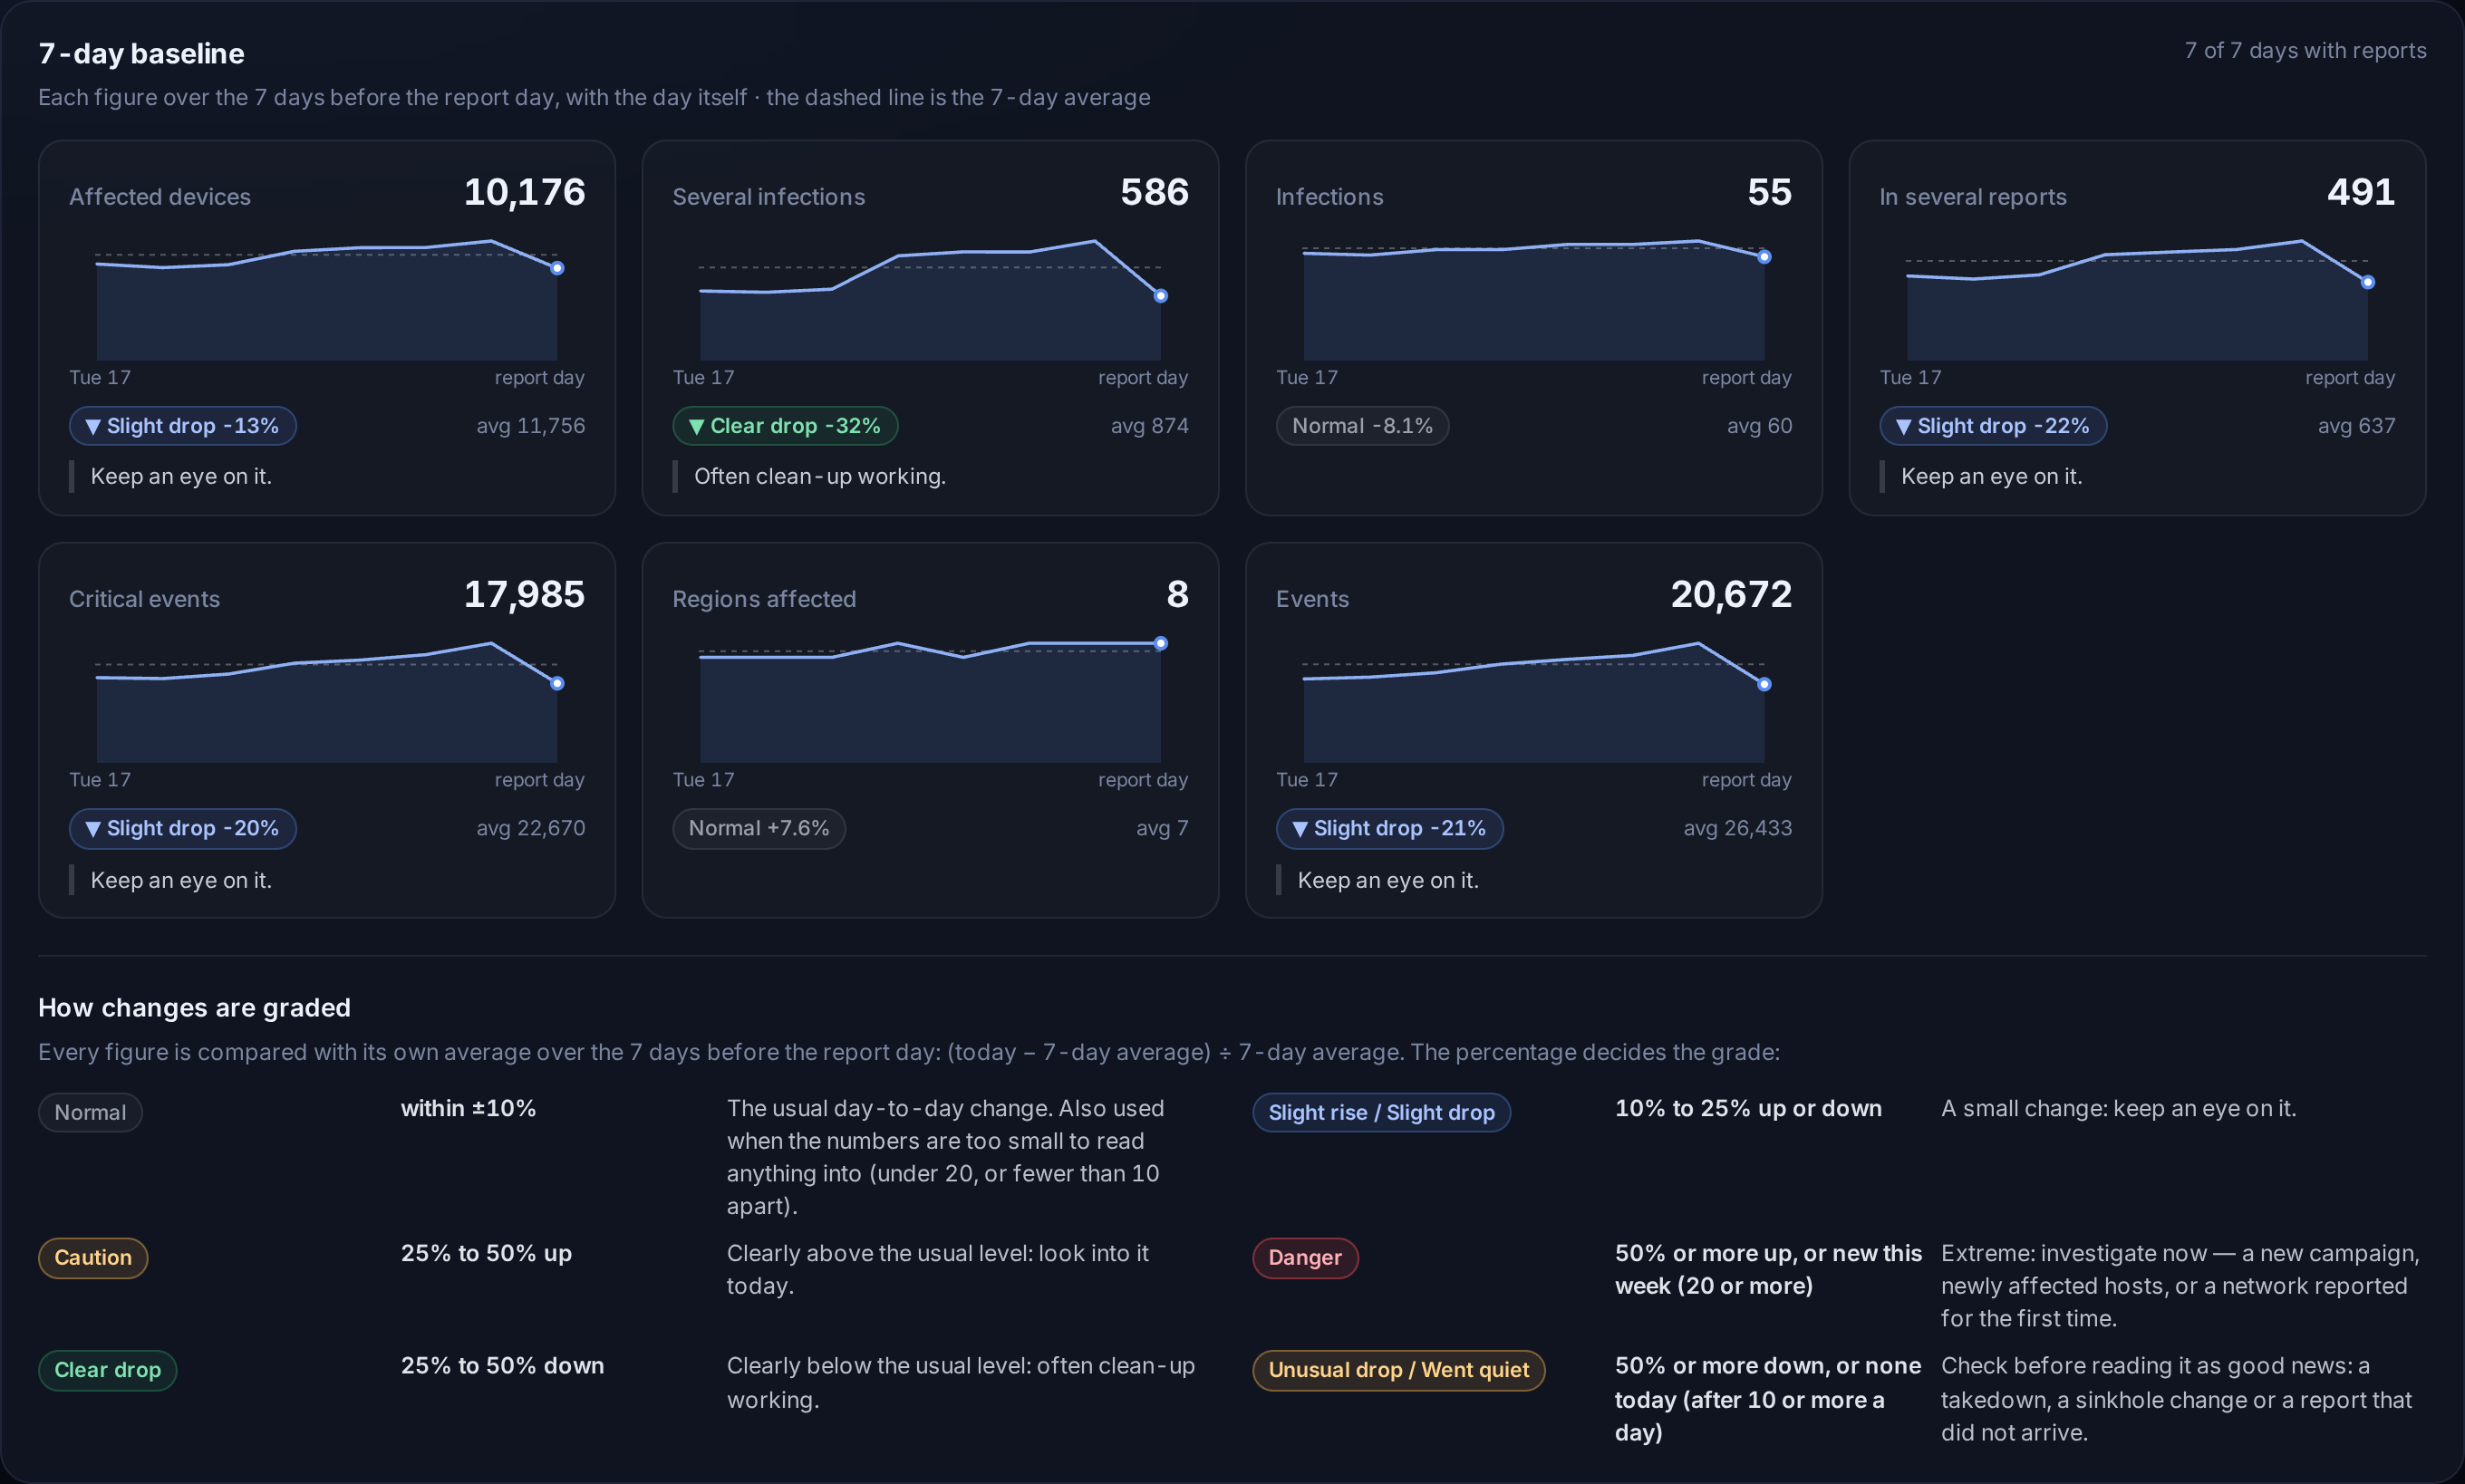 7-day baseline
7 of 7 days with reports
Each figure over the 7 days before the report day, with the day itself · the dashed line is the 7-day average
Affected devices
10,176
Tue 17
report day
▼ Slight drop -13%
avg 11,756
Keep an eye on it.
Several infections
586
Tue 17
report day
▼ Clear drop -32%
avg 874
Often clean-up working.
Infections
55
Tue 17
report day
Normal -8.1%
avg 60
In several reports
491
Tue 17
report day
▼ Slight drop -22%
avg 637
Keep an eye on it.
Critical events
17,985
Tue 17
report day
▼ Slight drop -20%
avg 22,670
Keep an eye on it.
Regions affected
8
Tue 17
report day
Normal +7.6%
avg 7
Events
20,672
Tue 17
report day
▼ Slight drop -21%
avg 26,433
Keep an eye on it.
How changes are graded
Every figure is compared with its own average over the 7 days before the report day: (today − 7-day average) ÷ 7-day average. The percentage decides the grade:
Normal
within ±10%
The usual day-to-day change. Also used
when the numbers are too small to read
anything into (under 20, or fewer than 10
apart).
Slight rise / Slight drop
10% to 25% up or down
A small change: keep an eye on it.
Caution
25% to 50% up
Clearly above the usual level: look into it
today.
Danger
50% or more up, or new this
week (20 or more)
Extreme: investigate now — a new campaign,
newly affected hosts, or a network reported
for the first time.
Clear drop
25% to 50% down
Clearly below the usual level: often clean-up
working.
Unusual drop / Went quiet
50% or more down, or none
today (after 10 or more a
day)
Check before reading it as good news: a
takedown, a sinkhole change or a report that
did not arrive.